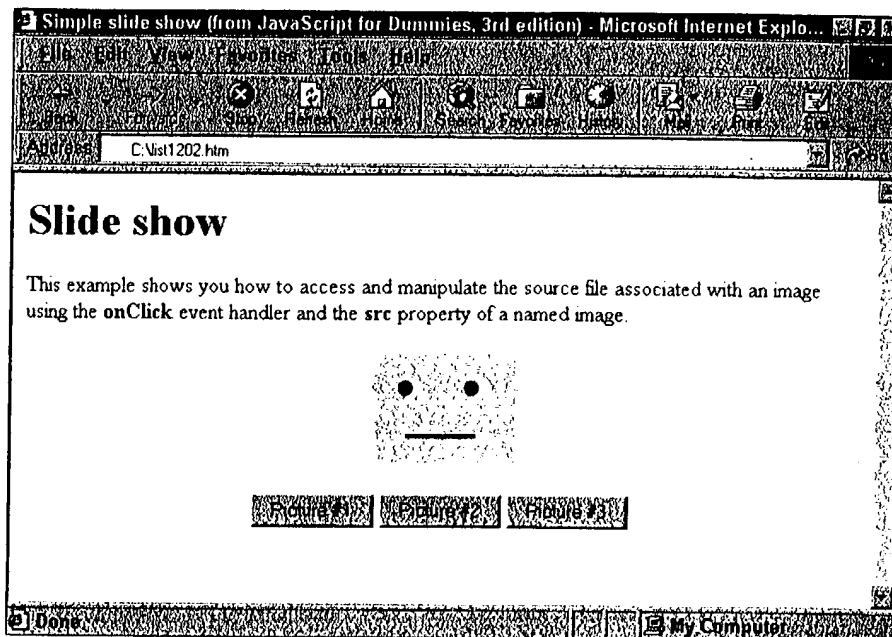 Simple slide show (from JavaScript for Dummies, 3rd edition) - Microsoft Internet Explo...
File Edit View Favorites Tools Help
Back Forward Stop Refresh Home Search Favorites History Mail Print Edit
Address C:\list1202.htm
Slide show
This example shows you how to access and manipulate the source file associated with an image
using the onClick event handler and the src property of a named image.
Picture #1 Picture #2 Picture #3
Done My Computer